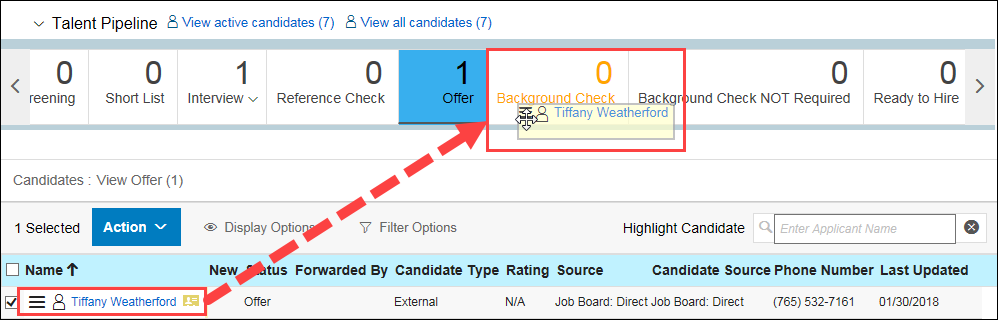 Talent Pipeline View active candidates (7) View all candidates (7)
0 0 1 0 1 0 0 0
reening Short List Interview Reference Check Offer Background Check Background Check NOT Required Ready to Hire
Tiffany Weatherford
Candidates : View Offer (1)
1 Selected Action Display Options Filter Options Highlight Candidate Enter Applicant Name
Name New Status Forwarded By Candidate Type Rating Source Candidate Source Phone Number Last Updated
Tiffany Weatherford Offer External N/A Job Board: Direct Job Board: Direct (765) 532-7161 01/30/2018